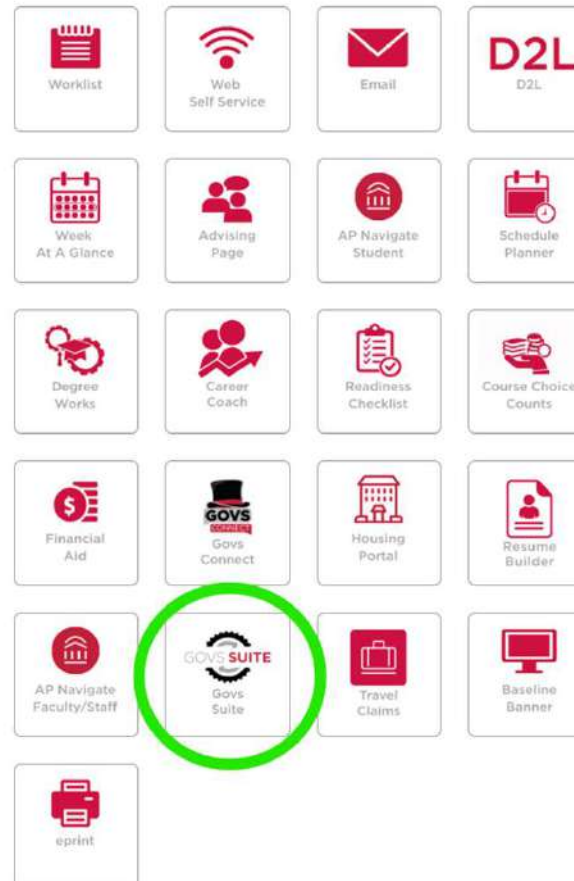 Worklist
Web
Self Service
Email
D2L
D2L
Week
At A Glance
Advising
Page
AP Navigate
Student
Schedule
Planner
Degree
Works
Career
Coach
Readiness
Checklist
Course Choice
Counts
$
Financial
Aid
GOVS
CONNECT
Govs
Connect
Housing
Portal
Resume
Builder
AP Navigate
Faculty/Staff
GOVS SUITE
Govs
Suite
Travel
Claims
Baseline
Banner
eprint